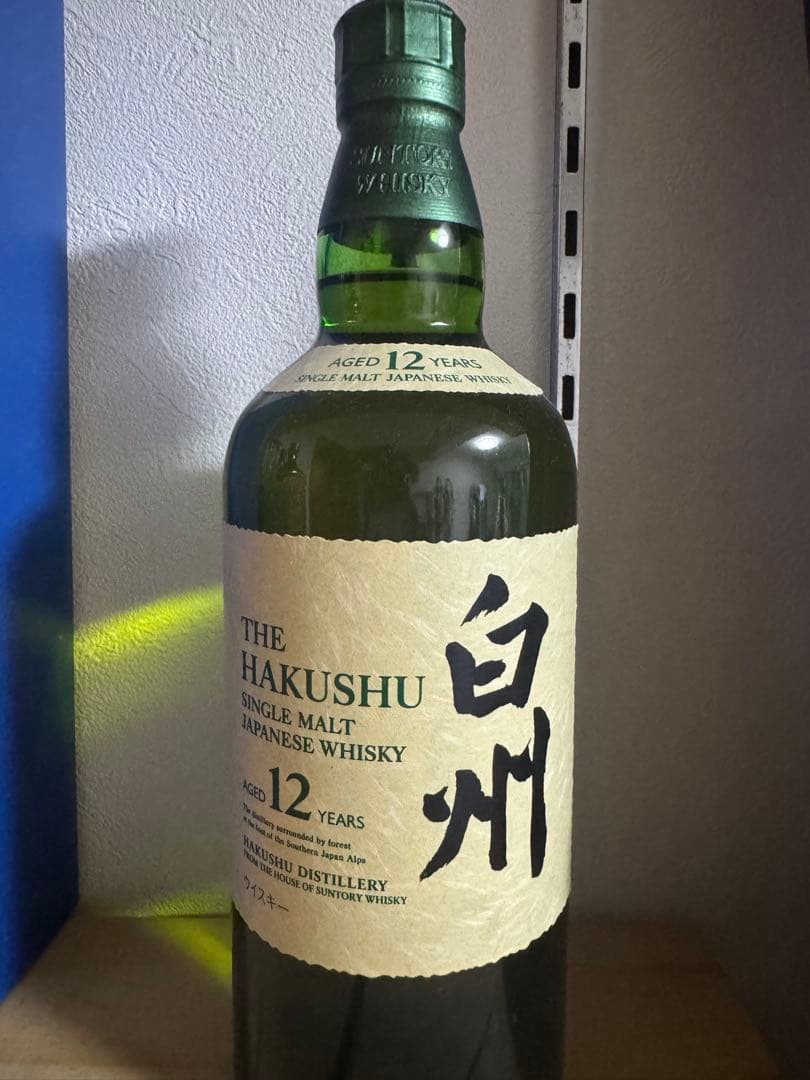 SUNTORY
WHISKY
AGED 12 YEARS
SINGLE MALT JAPANESE WHISKY
THE
HAKUSHU
SINGLE MALT
JAPANESE WHISKY
AGED 12 YEARS
The distillery surrounded by forest
at the foot of the Southern Japan Alps
HAKUSHU DISTILLERY
FROM THE HOUSE OF SUNTORY WHISKY
ウイスキー
白州